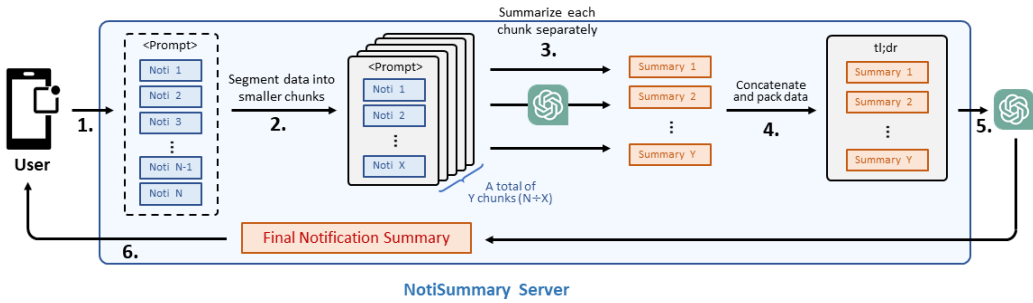 User
1.
<Prompt>
Noti 1
Noti 2
Noti 3
Noti N-1
Noti N
Segment data into
smaller chunks
2.
<Prompt>
Noti 1
Noti 2
Noti X
A total of
Y chunks (N÷X)
Summarize each
chunk separately
3.
Summary 1
Summary 2
Summary Y
Concatenate
and pack data
4.
tl;dr
Summary 1
Summary 2
Summary Y
5.
Final Notification Summary
6.
NotiSummary Server